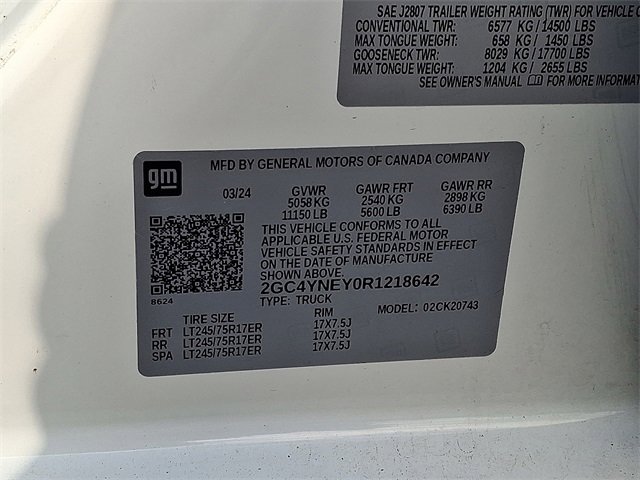 SAE J2807 TRAILER WEIGHT RATING (TWR) FOR VEHICLE
CONVENTIONAL TWR: 6577 KG / 14500 LBS
MAX TONGUE WEIGHT: 658 KG / 1450 LBS
GOOSENECK TWR: 8029 KG / 17700 LBS
MAX TONGUE WEIGHT: 1204 KG / 2655 LBS
SEE OWNER'S MANUAL FOR MORE INFORMAT
gm
MFD BY GENERAL MOTORS OF CANADA COMPANY
03/24 GVWR GAWR FRT GAWR RR
5058 KG 2540 KG 2898 KG
11150 LB 5600 LB 6390 LB
THIS VEHICLE CONFORMS TO ALL
APPLICABLE U.S. FEDERAL MOTOR
VEHICLE SAFETY STANDARDS IN EFFECT
ON THE DATE OF MANUFACTURE
SHOWN ABOVE.
2GC4YNEY0R1218642
8624
TYPE: TRUCK MODEL: 02CK20743
TIRE SIZE RIM
FRT LT245/75R17ER 17X7.5J
RR LT245/75R17ER 17X7.5J
SPA LT245/75R17ER 17X7.5J